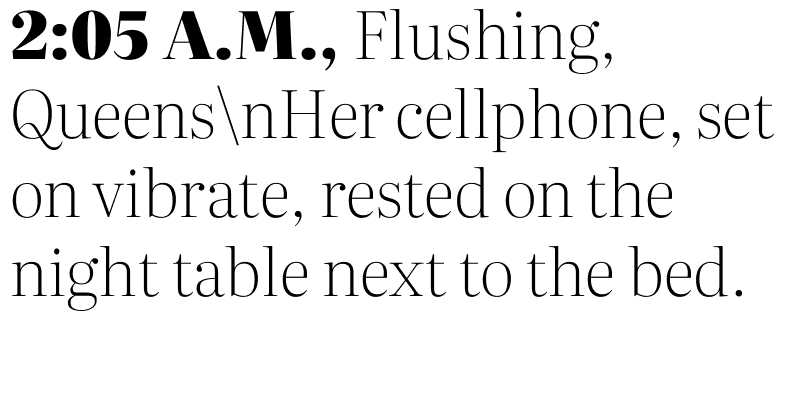 2:05 A.M., Flushing,
Queens\nHer cellphone, set
on vibrate, rested on the
night table next to the bed.